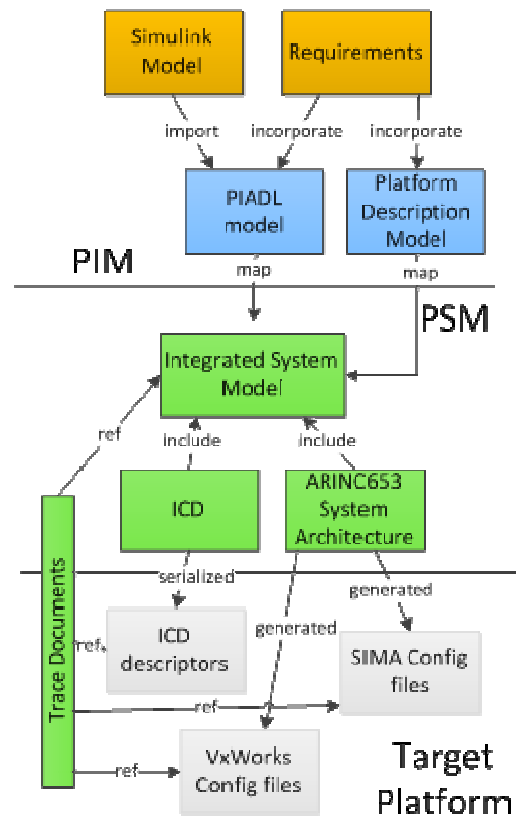 Simulink
Model
Requirements
import
incorporate
incorporate
PIADL
model
Platform
Description
Model
PIM
map
map
PSM
Integrated System
Model
ref
include
include
ICD
ARINC653
System
Architecture
Trace Documents
serialized
generated
generated
ref
ICD
descriptors
SIMA Config
files
ref
VxWorks
Config files
ref
Target
Platform